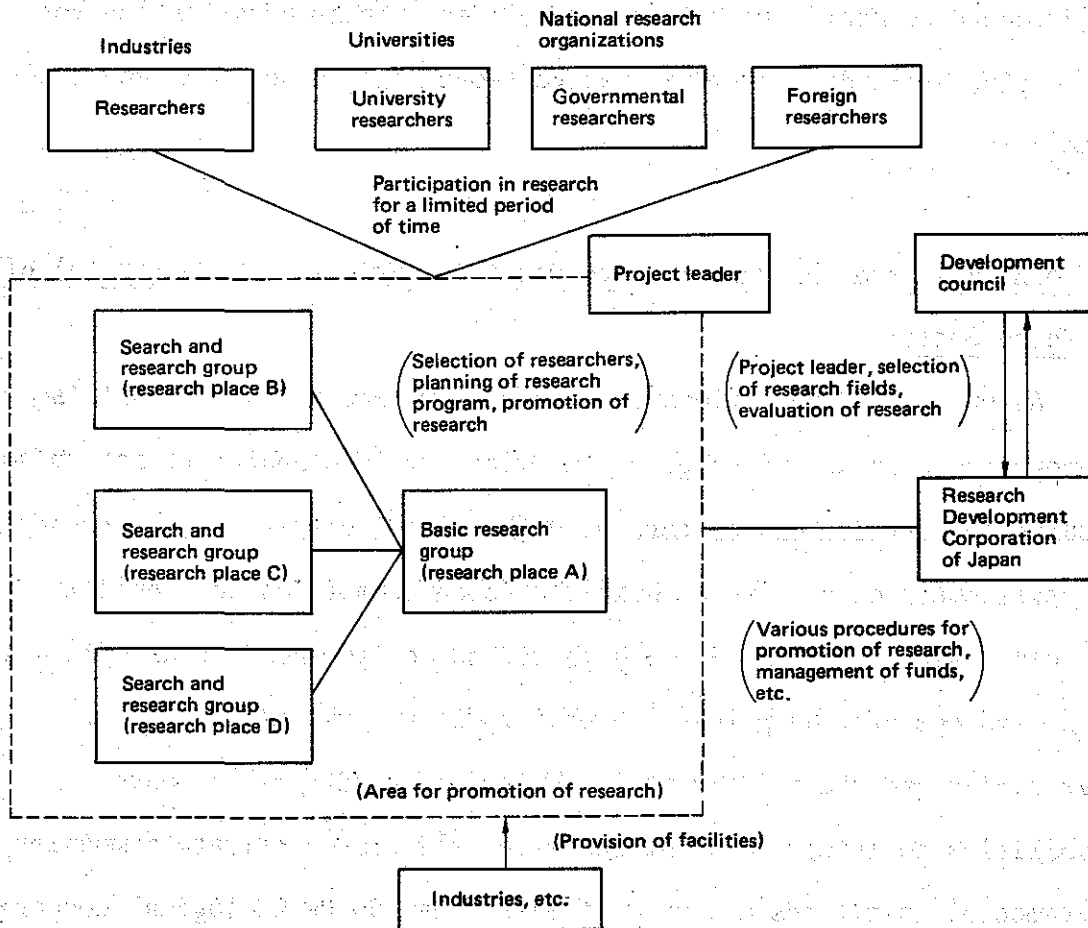 Industries
Universities
National research
organizations
Researchers
University
researchers
Governmental
researchers
Foreign
researchers
Participation in research
for a limited period
of time
Project leader
Development
council
Search and
research group
(research place B)
(Selection of researchers,
planning of research
program, promotion of
research)
(Project leader, selection
of research fields,
evaluation of research)
Search and
research group
(research place C)
Basic research
group
(research place A)
Research
Development
Corporation
of Japan
Search and
research group
(research place D)
(Various procedures for
promotion of research,
management of funds,
etc.)
(Area for promotion of research)
(Provision of facilities)
Industries, etc.